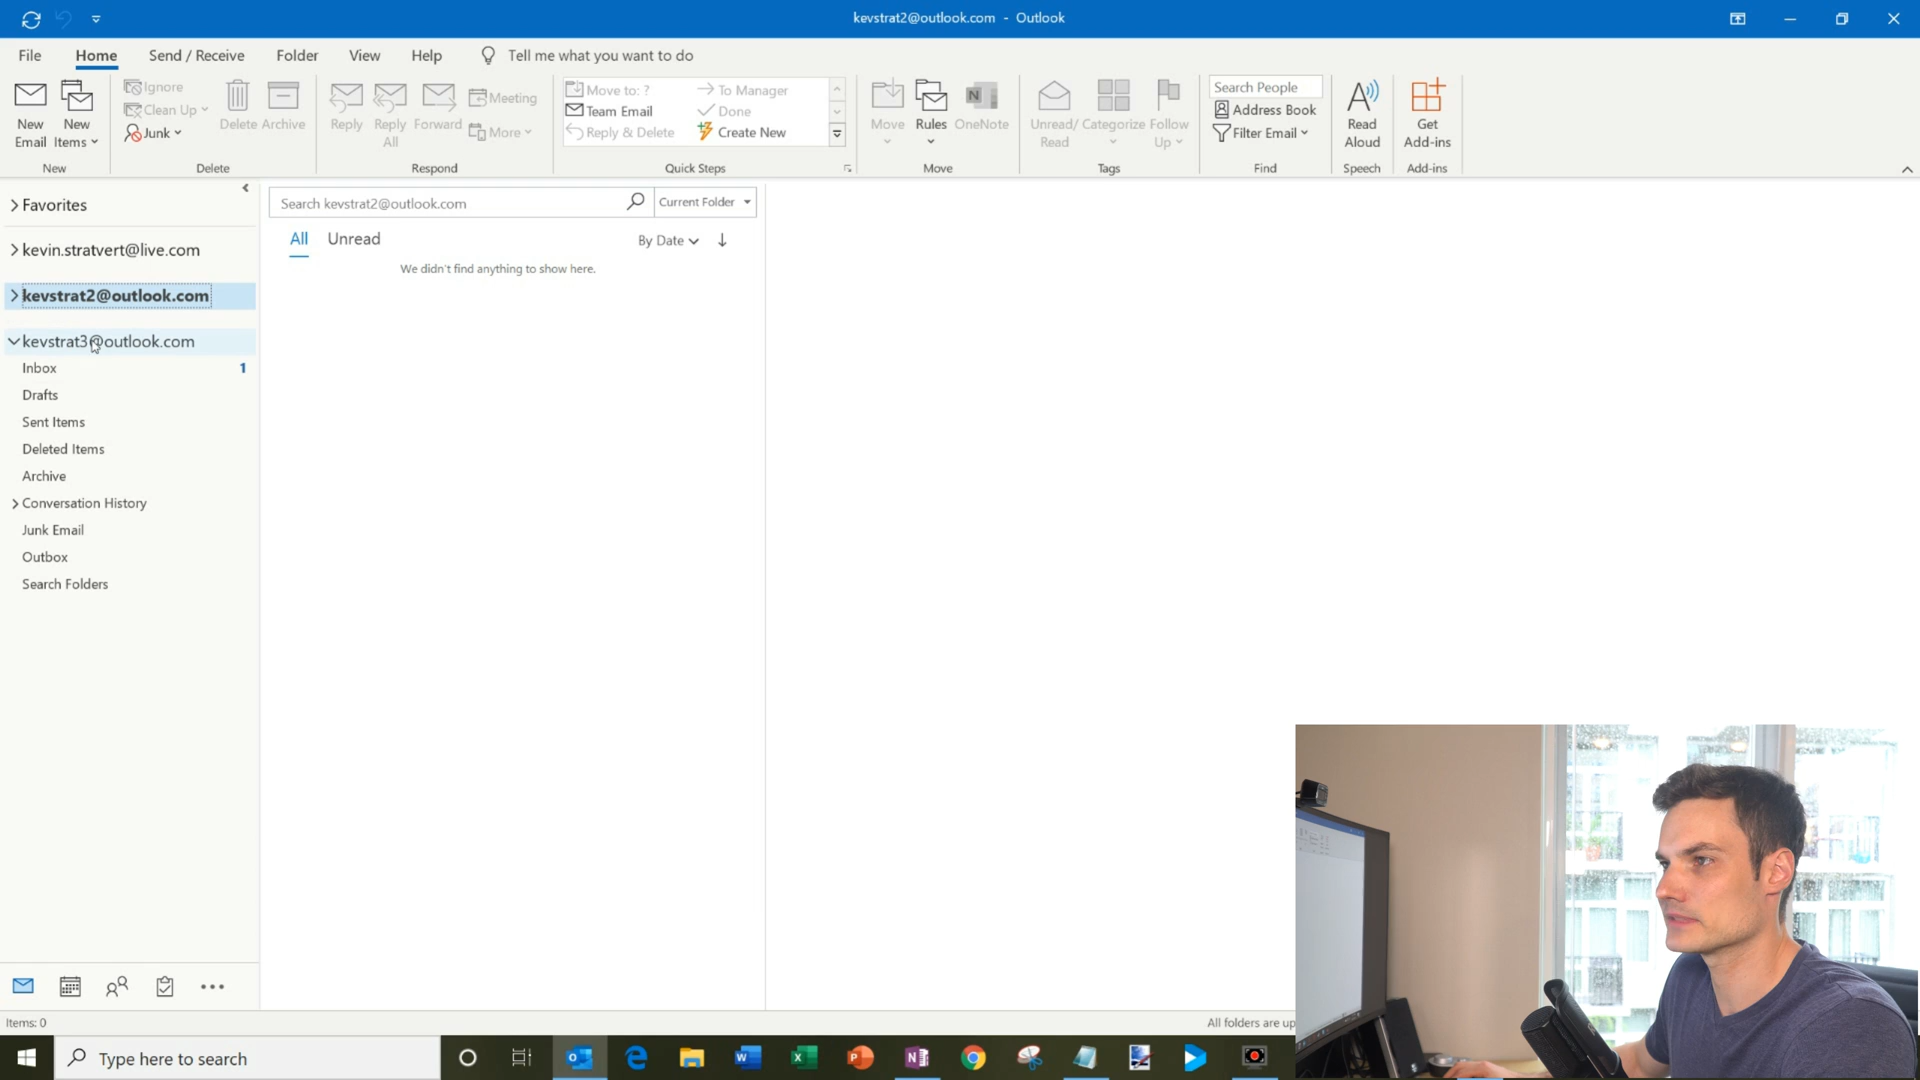 kevstrat2@outlook.com - Outlook
File Home Send / Receive Folder View Help Tell me what you want to do
New Email
New Items
Ignore
Clean Up
Junk
Delete
Archive
Reply
Reply All
Forward
Meeting
More
Move to: ?
Team Email
Reply & Delete
To Manager
Done
Create New
Move
Rules
OneNote
Unread/ Read
Categorize
Follow Up
Search People
Address Book
Filter Email
Read Aloud
Get Add-ins
New Delete Respond Quick Steps Move Tags Find Speech Add-ins
Favorites
kevin.stratvert@live.com
kevstrat2@outlook.com
kevstrat3@outlook.com
Inbox 1
Drafts
Sent Items
Deleted Items
Archive
Conversation History
Junk Email
Outbox
Search Folders
Search kevstrat2@outlook.com Current Folder
All Unread By Date
We didn't find anything to show here.
Items: 0
All folders are up
Type here to search